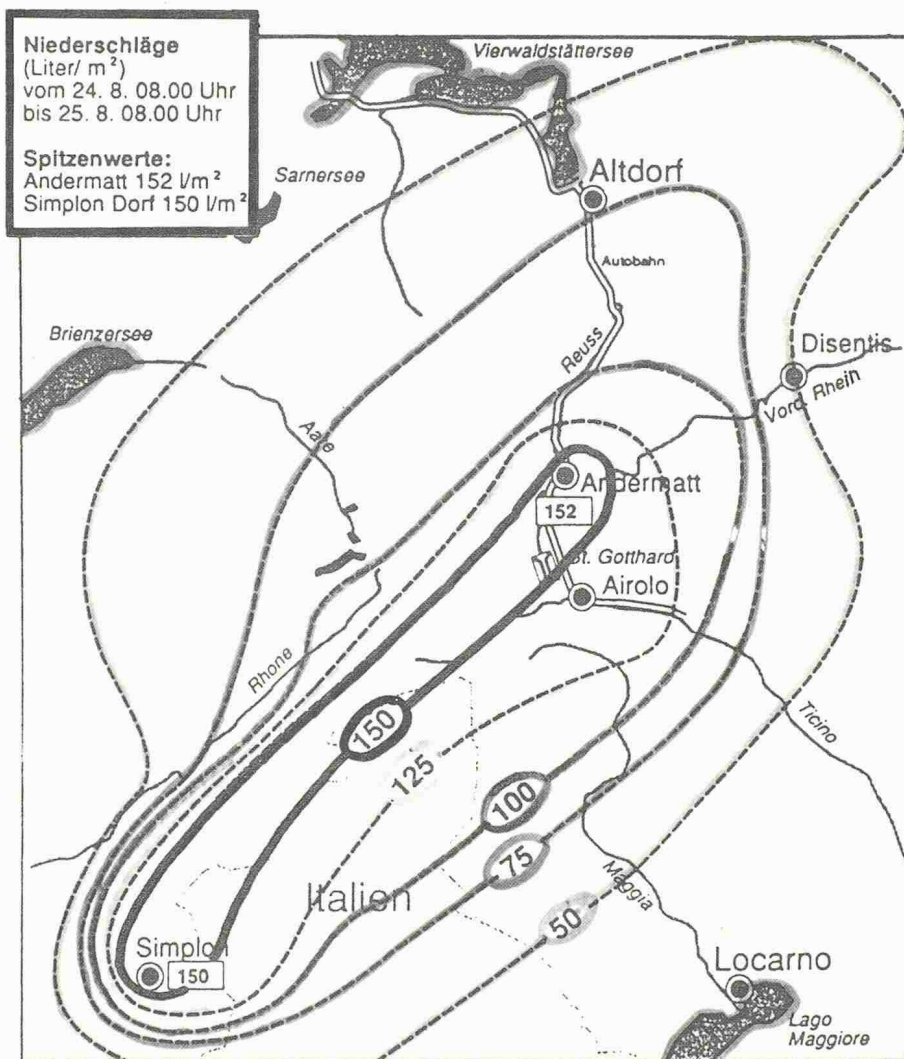 Niederschläge
(Liter/ m²)
vom 24. 8. 08.00 Uhr
bis 25. 8. 08.00 Uhr
Spitzenwerte:
Andermatt 152 l/m²
Simplon Dorf 150 l/m²
Vierwaldstättersee
Sarnersee
Altdorf
Autobahn
Brienzersee
Reuss
Disentis
Vord. Rhein
Aare
Andermatt
152
St. Gotthard
Airolo
Rhone
150
125
Ticino
100
75
Maggia
Italien
50
Simplon
150
Locarno
Lago
Maggiore